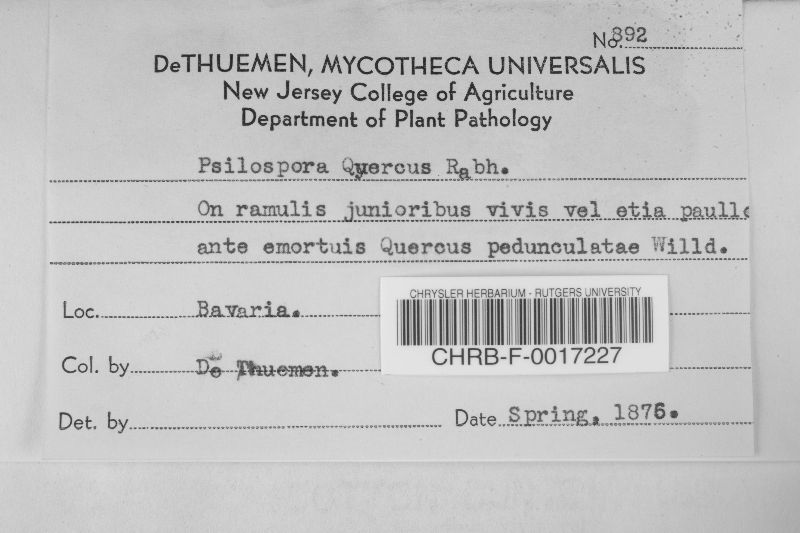 No. 892
DeTHUEMEN, MYCOTHECA UNIVERSALIS
New Jersey College of Agriculture
Department of Plant Pathology
Psilospora Quercus Rabh.
On ramulis junioribus vivis vel etia paullo
ante emortuis Quercus pedunculatae Willd.
Loc. Bavaria.
CHRYSLER HERBARIUM - RUTGERS UNIVERSITY
CHRB-F-0017227
Col. by De Thuemen.
Det. by
Date Spring, 1876.